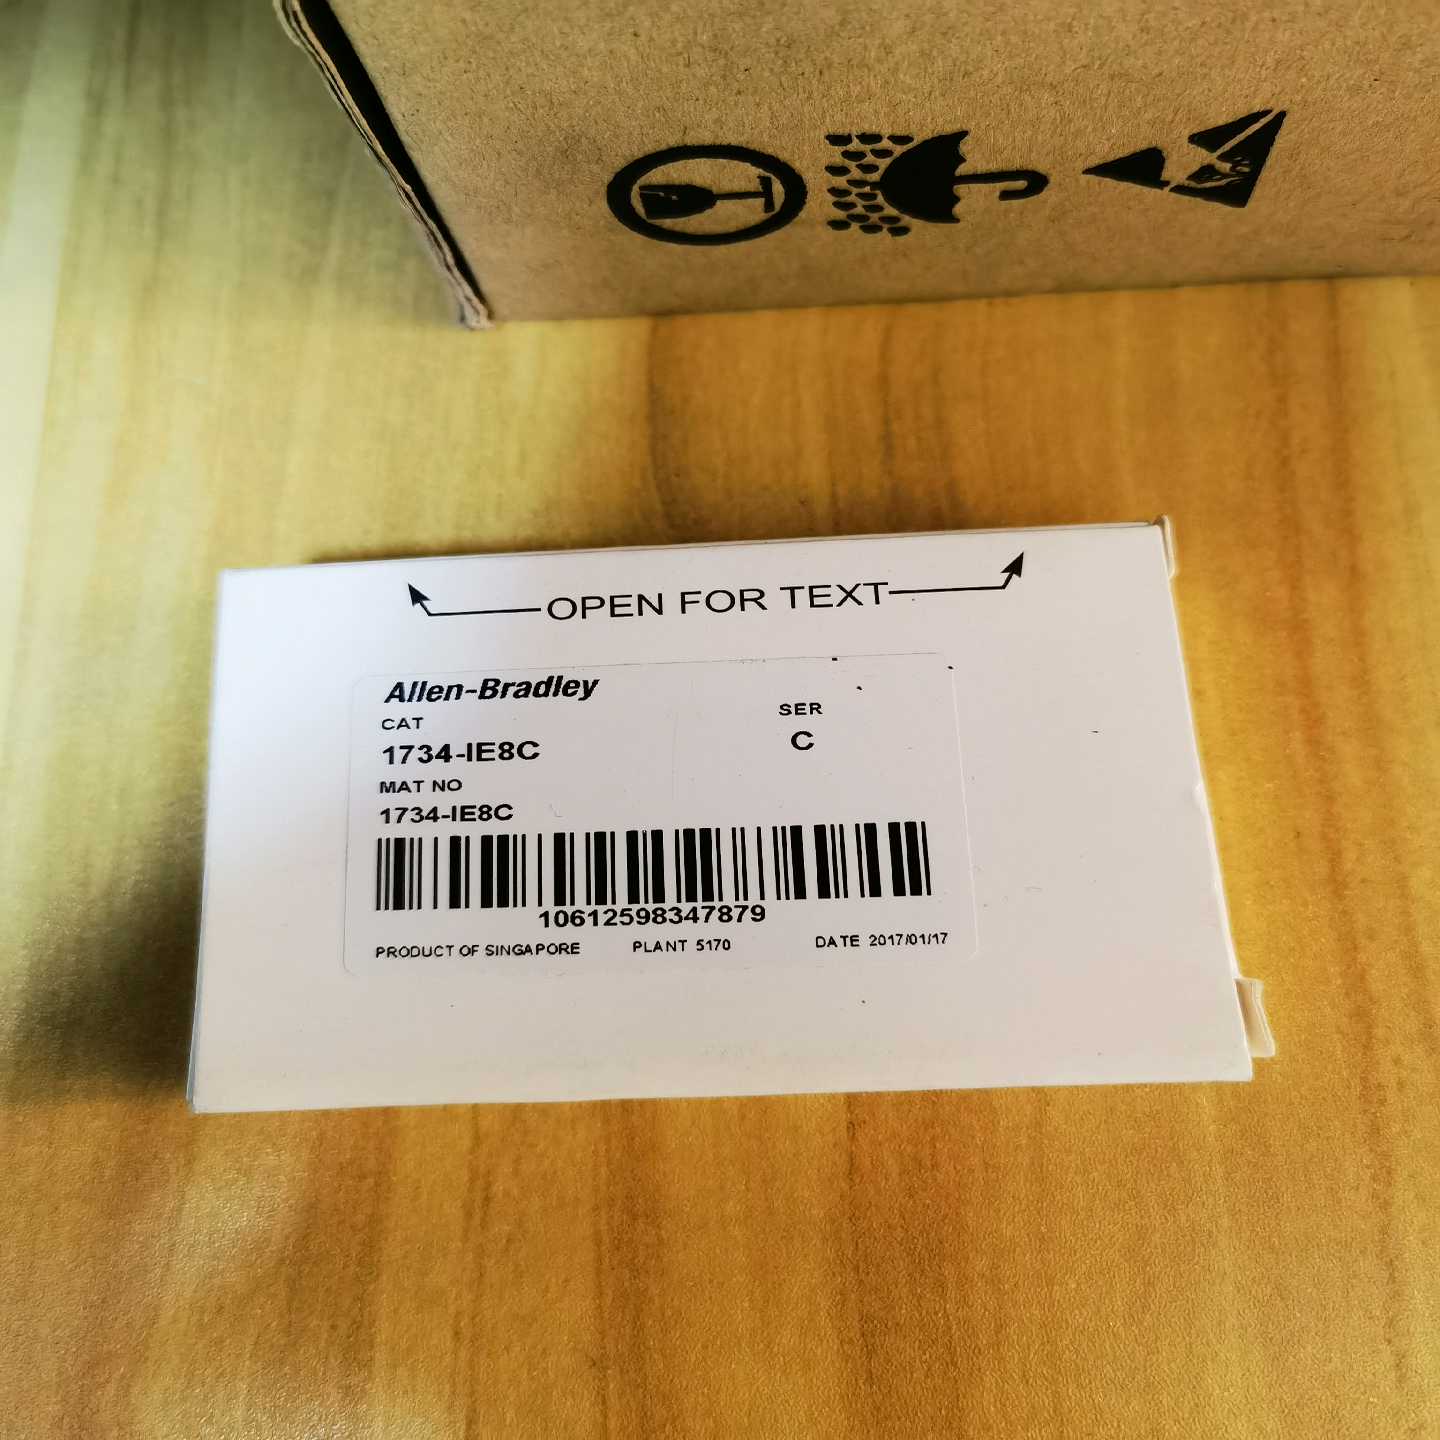 OPEN FOR TEXT
Allen-Bradley
CAT SER
1734-IE8C C
MAT NO
1734-IE8C
10612598347879
PRODUCT OF SINGAPORE PLANT 5170 DATE 2017/01/17